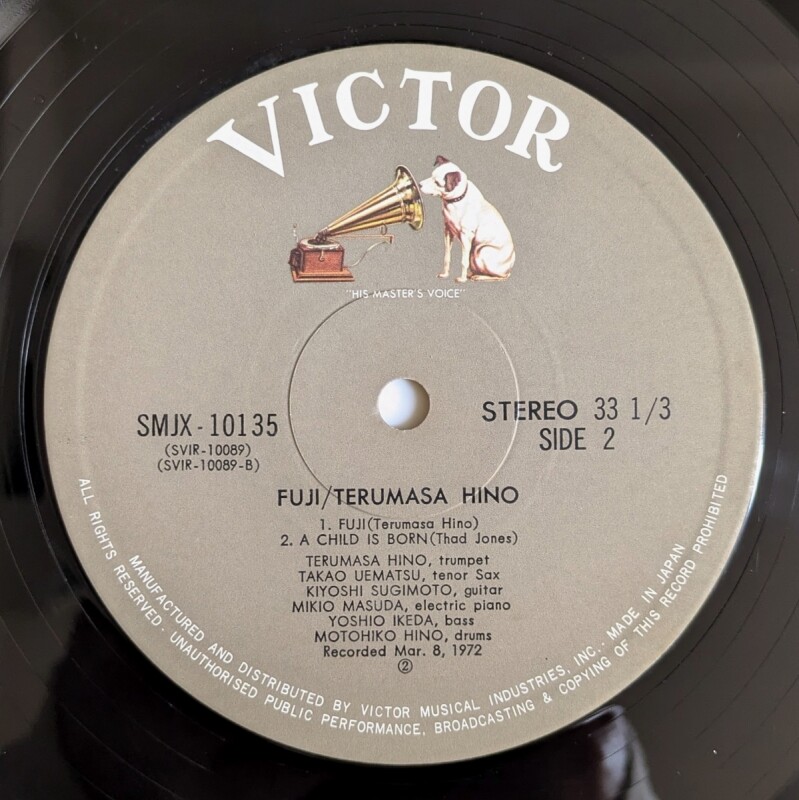 VICTOR
"HIS MASTER'S VOICE"
SMJX-10135
(SVIR-10089)
(SVIR-10089-B)
STEREO 33 1/3
SIDE 2
FUJI/TERUMASA HINO
1. FUJI(Terumasa Hino)
2. A CHILD IS BORN(Thad Jones)
TERUMASA HINO, trumpet
TAKAO UEMATSU, tenor Sax
KIYOSHI SUGIMOTO, guitar
MIKIO MASUDA, electric piano
YOSHIO IKEDA, bass
MOTOHIKO HINO, drums
Recorded Mar. 8, 1972
②
MANUFACTURED AND DISTRIBUTED BY VICTOR MUSICAL INDUSTRIES, INC., MADE IN JAPAN
ALL RIGHTS RESERVED · UNAUTHORISED PUBLIC PERFORMANCE, BROADCASTING & COPYING OF THIS RECORD PROHIBITED